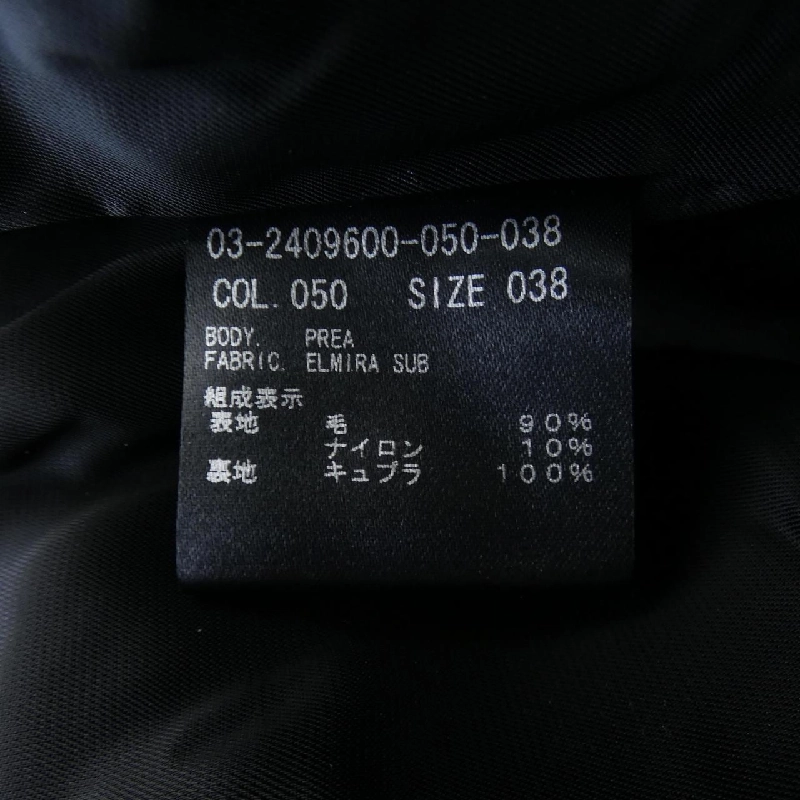 03-2409600-050-038
COL. 050 SIZE 038
BODY. PREA
FABRIC. ELMIRA SUB
組成表示
表地 毛 90%
ナイロン 10%
裏地 キュプラ 100%